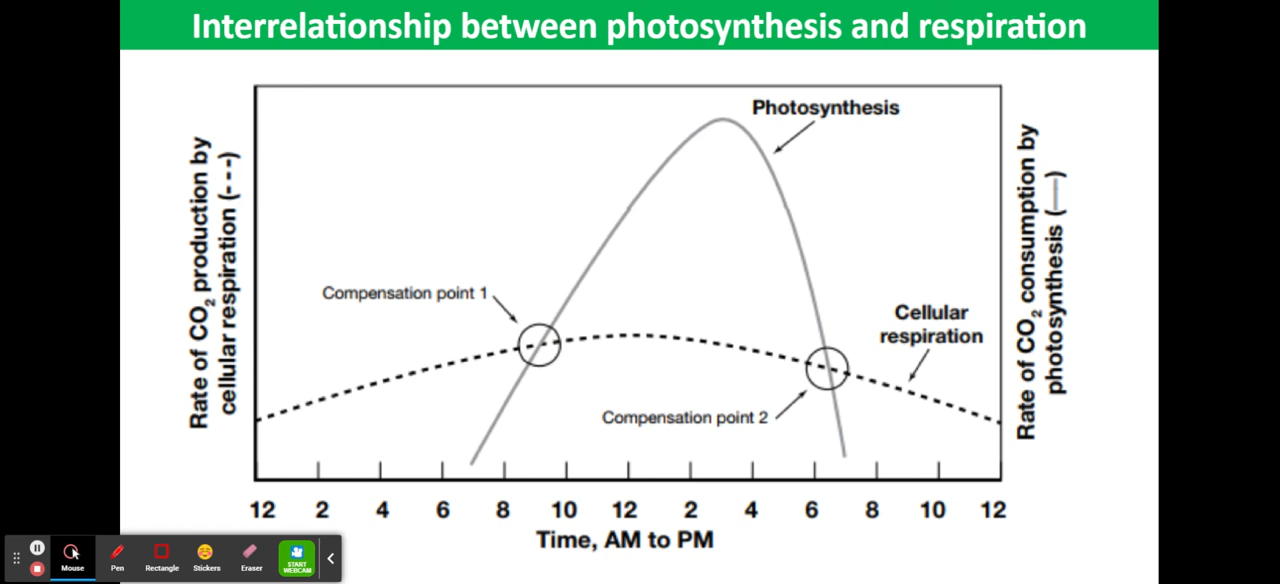 Interrelationship between photosynthesis and respiration
Rate of CO2 production by
cellular respiration (---)
Photosynthesis
Compensation point 1
Cellular
respiration
Compensation point 2
Rate of CO2 consumption by
photosynthesis (—)
12 2 4 6 8 10 12 2 4 6 8 10 12
Time, AM to PM
Mouse
Pen
Rectangle
Stickers
Eraser
START
WEBCAM